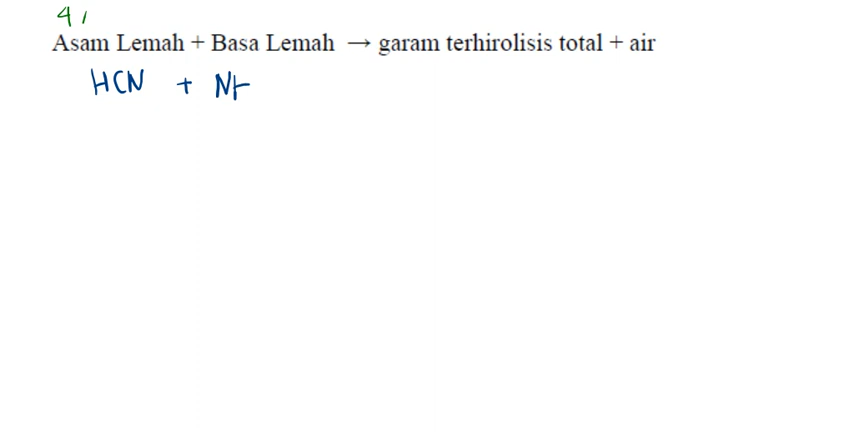 4/
Asam Lemah + Basa Lemah → garam terhirolisis total + air
HCN + NH